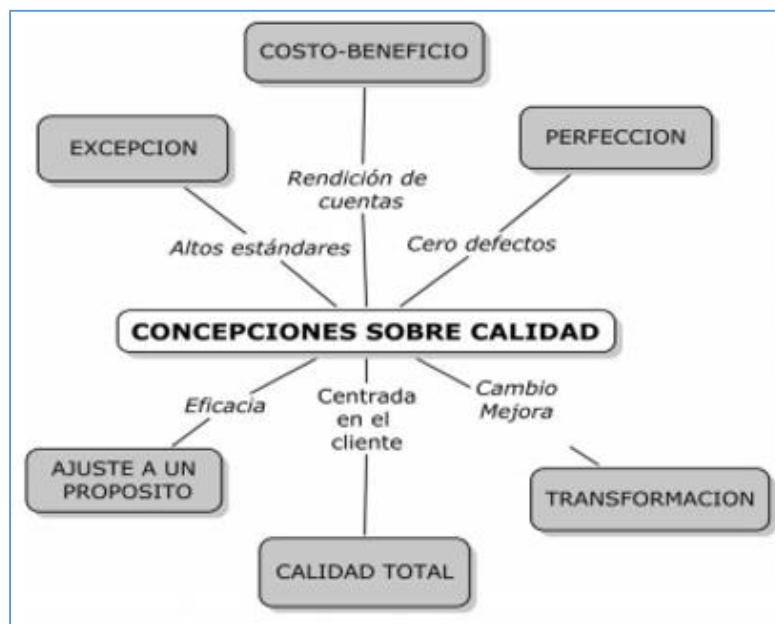 COSTO-BENEFICIO
EXCEPCION
PERFECCION
Rendición de
cuentas
Altos estándares
Cero defectos
CONCEPCIONES SOBRE CALIDAD
Eficacia
Centrada
en el
cliente
Cambio
Mejora
AJUSTE A UN
PROPOSITO
TRANSFORMACION
CALIDAD TOTAL